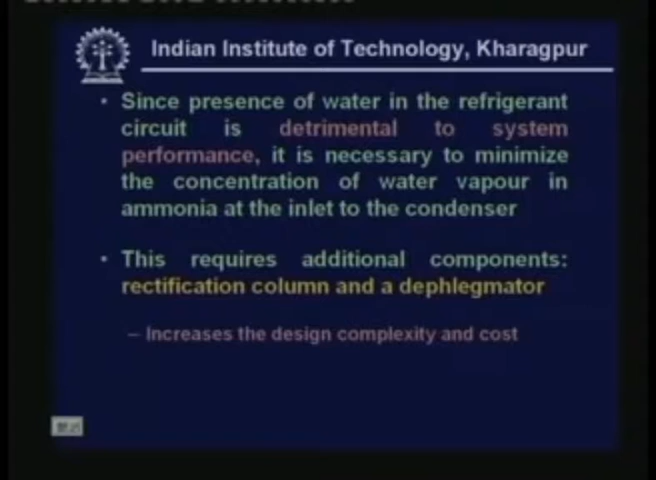 Indian Institute of Technology, Kharagpur
• Since presence of water in the refrigerant
circuit is detrimental to system
performance, it is necessary to minimize
the concentration of water vapour in
ammonia at the inlet to the condenser
• This requires additional components:
rectification column and a dephlegmator
– Increases the design complexity and cost